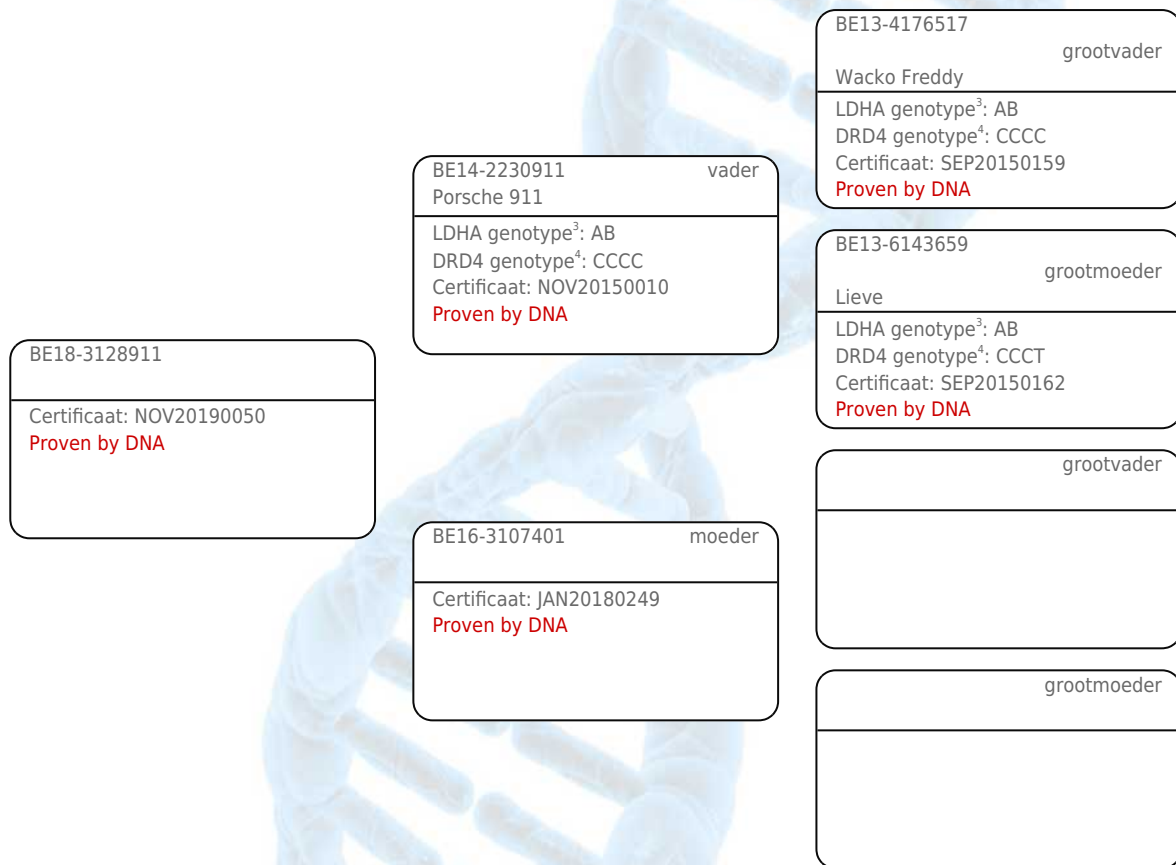 BE18-3128911
Certificaat: NOV20190050
Proven by DNA
BE14-2230911 vader
Porsche 911
LDHA genotype³: AB
DRD4 genotype⁴: CCCC
Certificaat: NOV20150010
Proven by DNA
BE16-3107401 moeder
Certificaat: JAN20180249
Proven by DNA
BE13-4176517
grootvader
Wacko Freddy
LDHA genotype³: AB
DRD4 genotype⁴: CCCC
Certificaat: SEP20150159
Proven by DNA
BE13-6143659
grootmoeder
Lieve
LDHA genotype³: AB
DRD4 genotype⁴: CCCT
Certificaat: SEP20150162
Proven by DNA
grootvader
grootmoeder